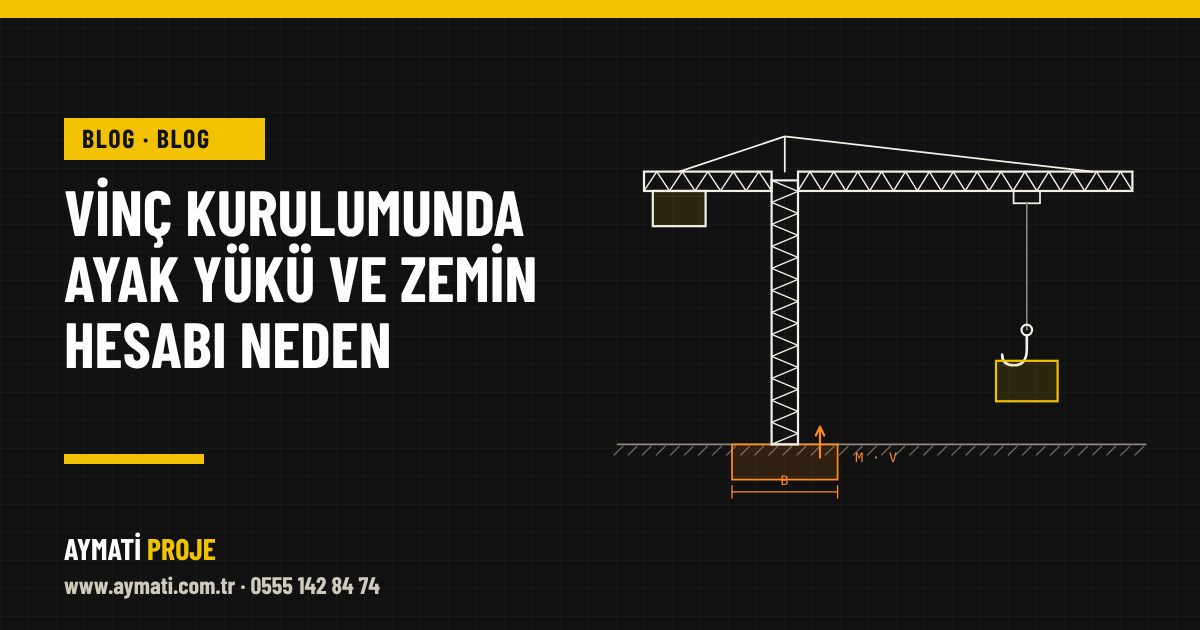 BLOG · BLOG
VİNÇ KURULUMUNDA
AYAK YÜKÜ VE ZEMİN
HESABI NEDEN
M · V
B
AYMATİ PROJE
www.aymati.com.tr · 0555 142 84 74